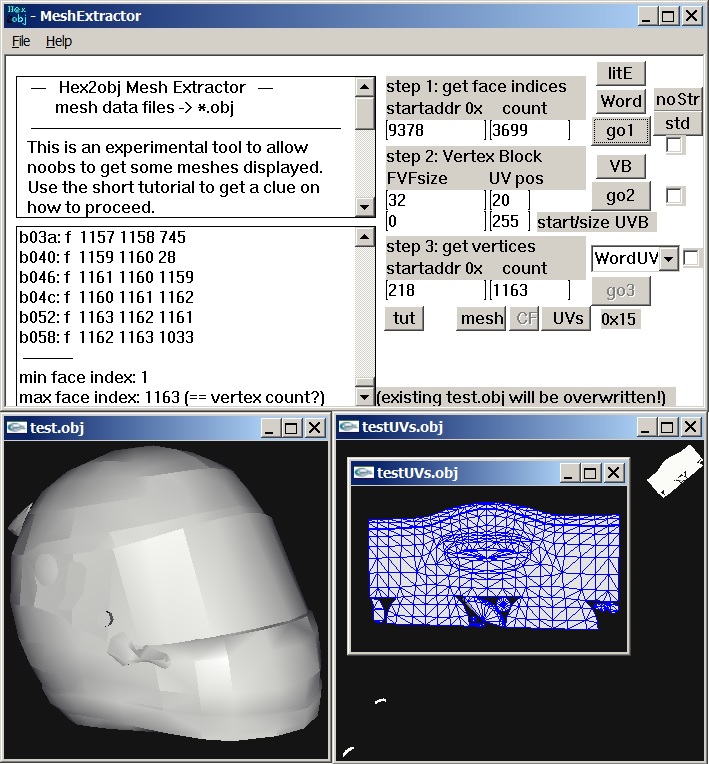 Hex
obj
- MeshExtractor
File Help
— Hex2obj Mesh Extractor —
mesh data files -> *.obj
This is an experimental tool to allow
noobs to get some meshes displayed.
Use the short tutorial to get a clue on
how to proceed.
b03a: f 1157 1158 745
b040: f 1159 1160 28
b046: f 1161 1160 1159
b04c: f 1160 1161 1162
b052: f 1163 1162 1161
b058: f 1162 1163 1033
min face index: 1
max face index: 1163 (== vertex count?)
step 1: get face indices
startaddr 0x count
9378 3699
litE
Word noStr
go1 std
step 2: Vertex Block
FVFsize UV pos
32 20
0 255 start/size UVB
VB
go2
step 3: get vertices
startaddr 0x count
218 1163
WordUV
go3
tut mesh CF UVs 0x15
(existing test.obj will be overwritten!)
test.obj
testUVs.obj
testUVs.obj